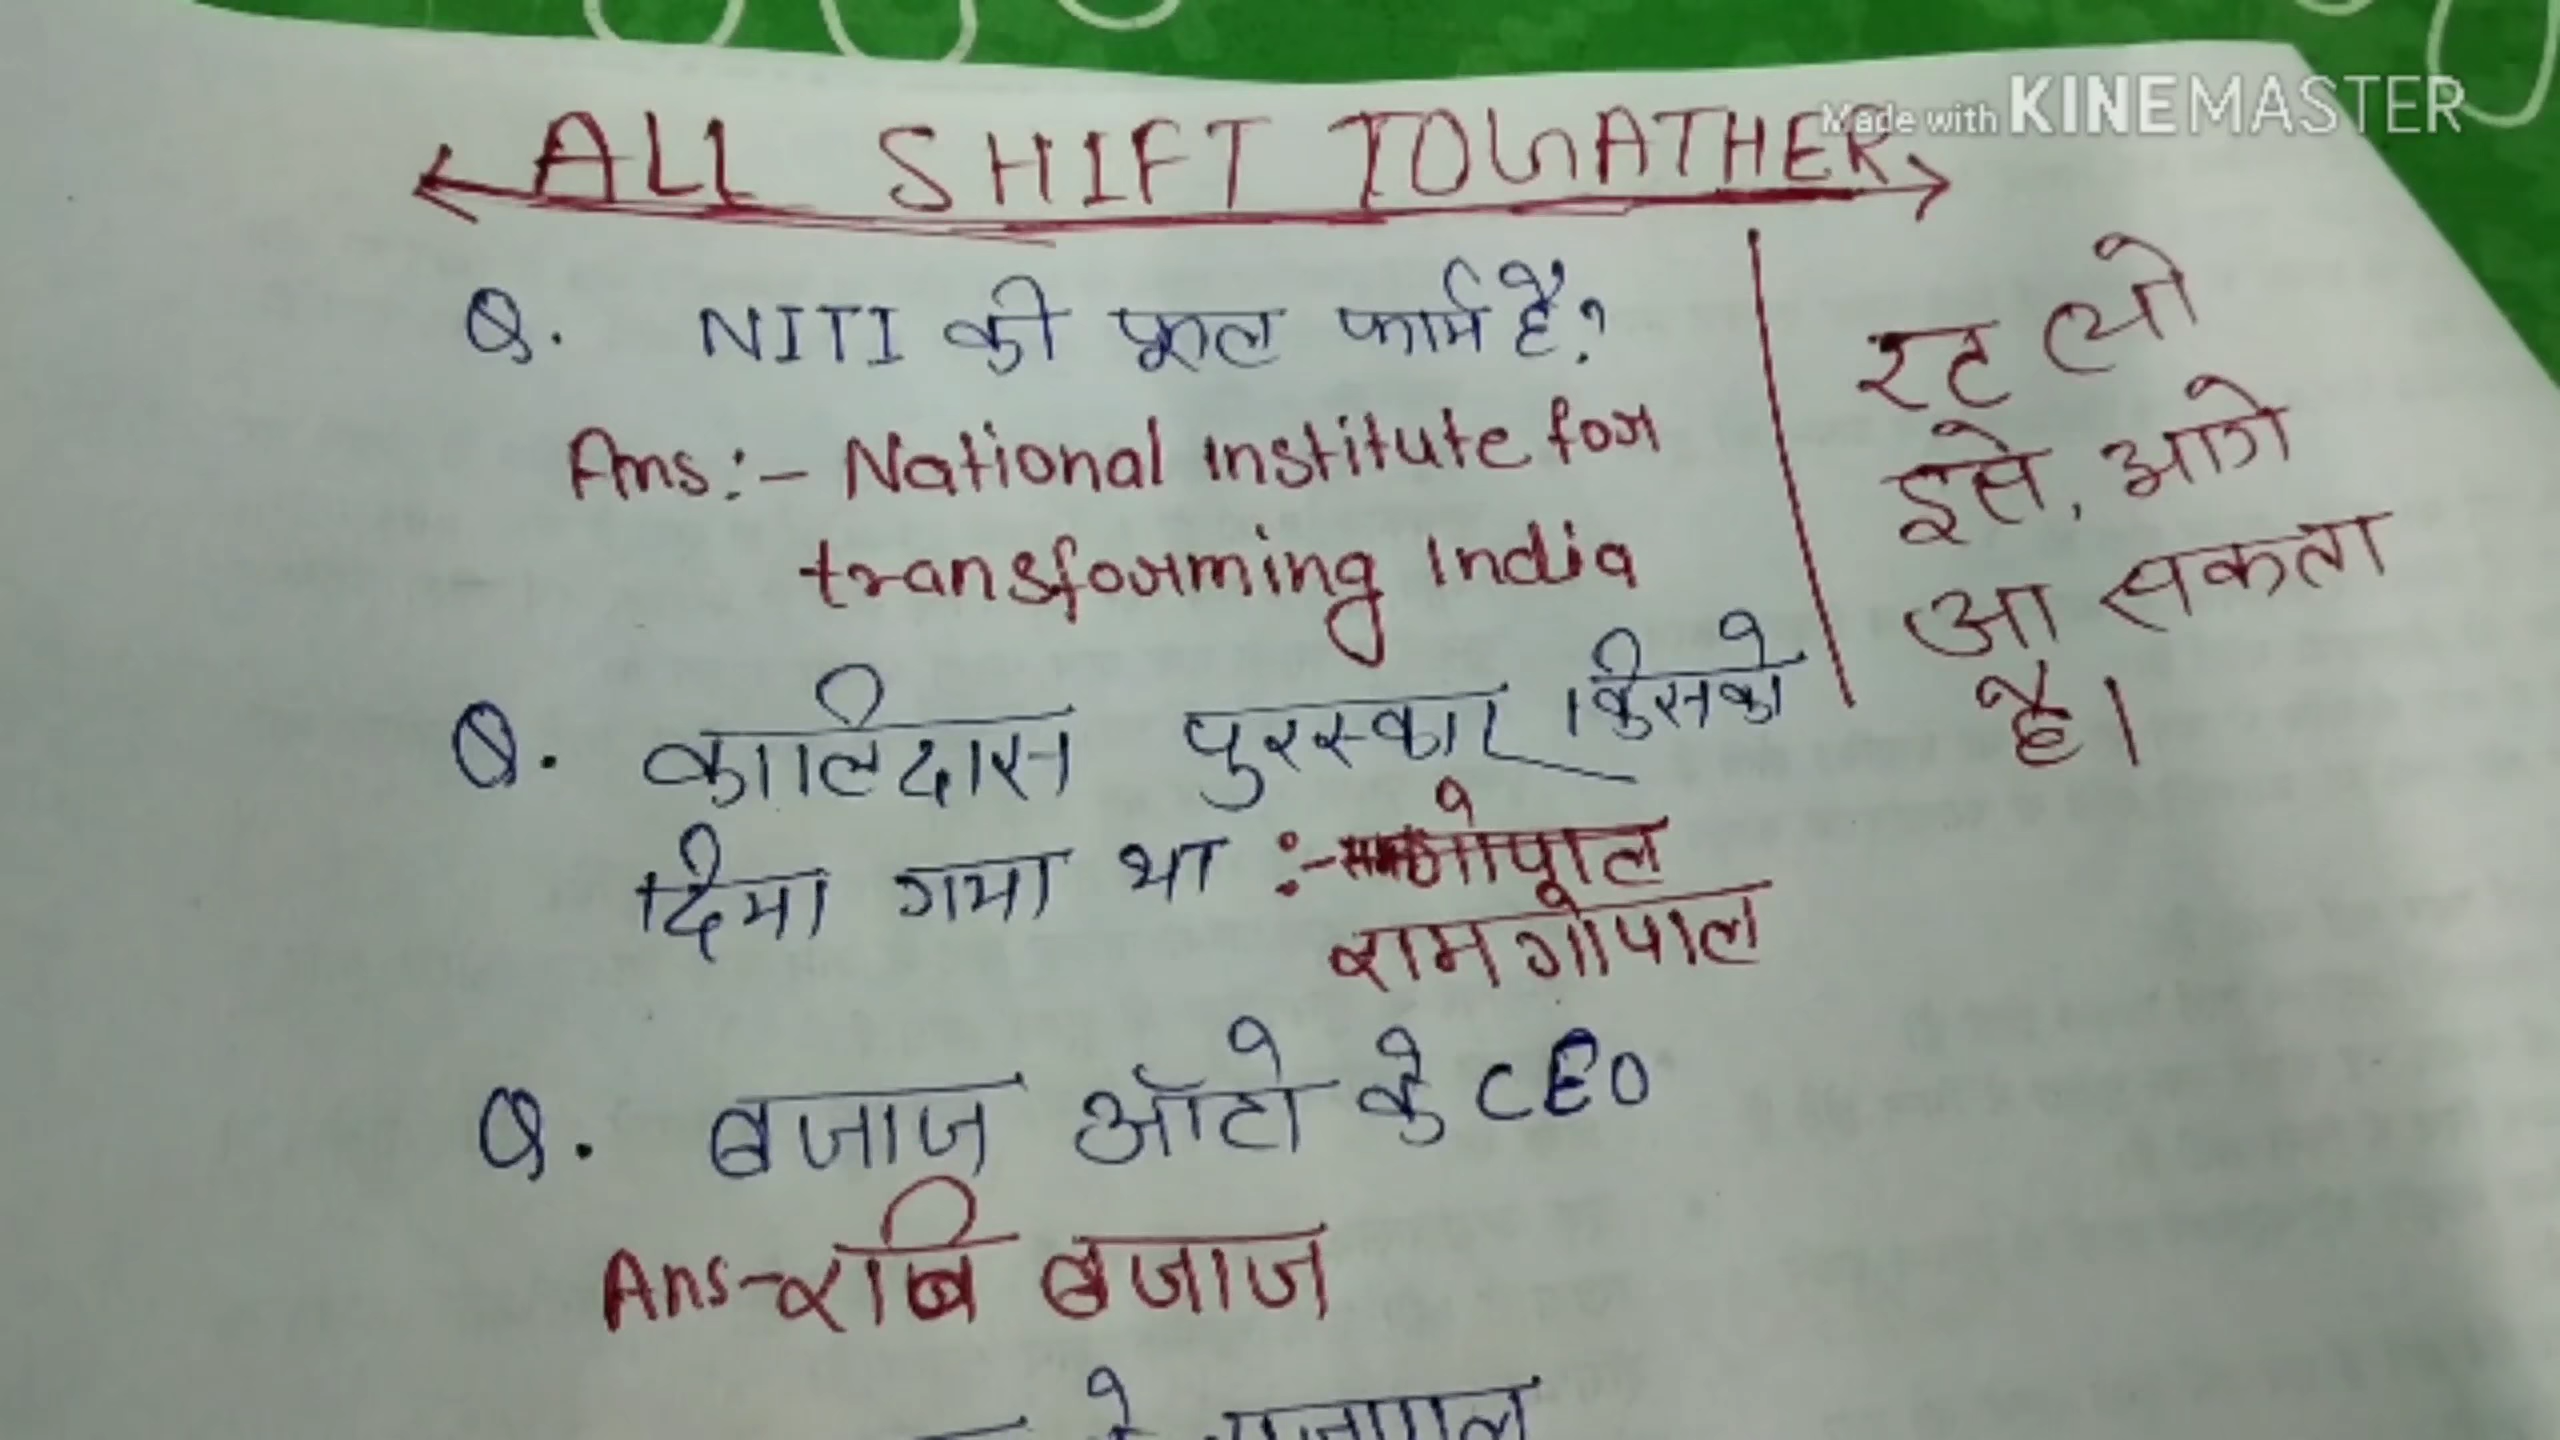 Made with KINEMASTER
ALL SHIFT TOGATHER
Q. NITI की फूल फार्म है?
Ans:- National institute for
transforming India
रट ल्यो
इसे, आगे
आ सकता
है।
Q. कालिदास पुरस्कार किसको
दिया गया था :- गोपाल
रामगोपाल
Q. बजाज ऑटो के CEO
Ans- राबि बजाज